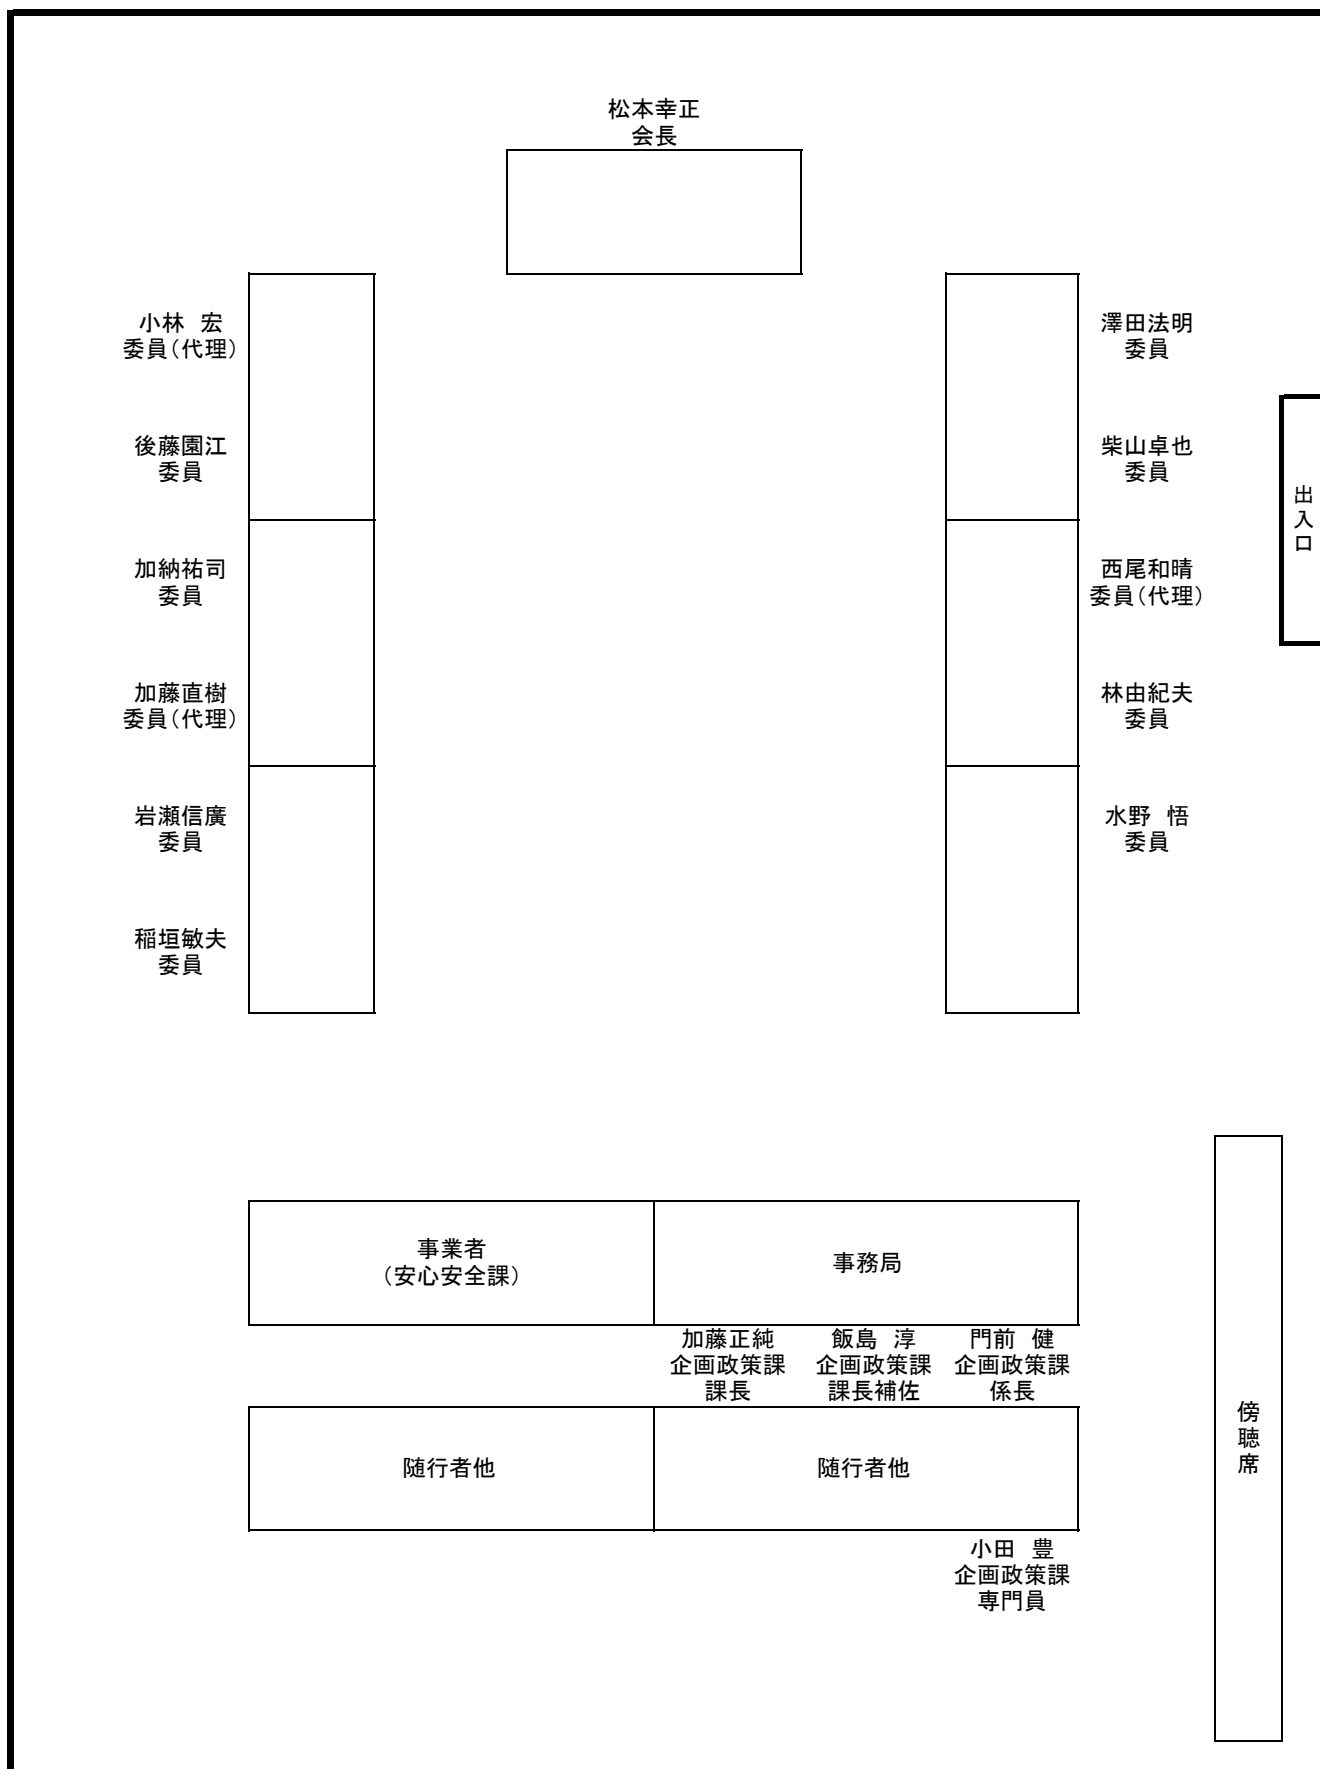 松本幸正
会長
小林　宏
委員（代理）
後藤園江
委員
加納祐司
委員
加藤直樹
委員（代理）
岩瀬信廣
委員
稲垣敏夫
委員
澤田法明
委員
柴山卓也
委員
西尾和晴
委員（代理）
林由紀夫
委員
水野　悟
委員
出入口
事業者
（安心安全課）
事務局
加藤正純
企画政策課
課長
飯島　淳
企画政策課
課長補佐
門前　健
企画政策課
係長
随行者他
随行者他
小田　豊
企画政策課
専門員
傍聴席